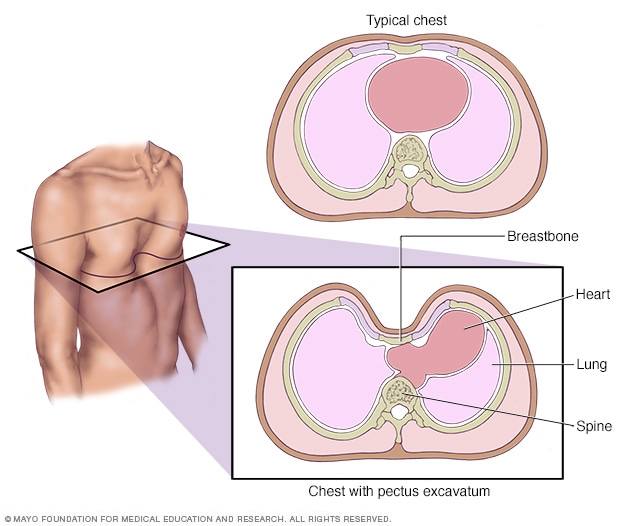 Typical chest
Breastbone
Heart
Lung
Spine
Chest with pectus excavatum
© MAYO FOUNDATION FOR MEDICAL EDUCATION AND RESEARCH. ALL RIGHTS RESERVED.